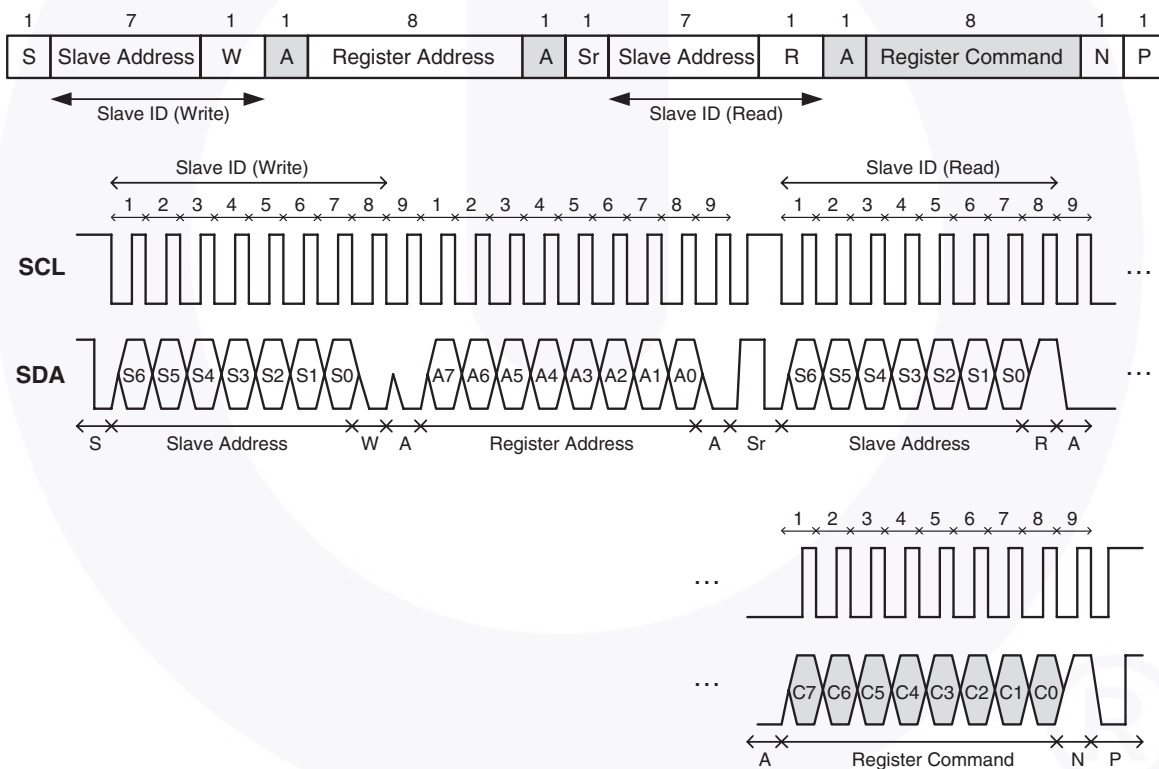 1 7 1 1 8 1 1 7 1 1 8 1 1
S Slave Address W A Register Address A Sr Slave Address R A Register Command N P
Slave ID (Write) Slave ID (Read)
Slave ID (Write) Slave ID (Read)
1 2 3 4 5 6 7 8 9 1 2 3 4 5 6 7 8 9 1 2 3 4 5 6 7 8 9
SCL ...
SDA S6 S5 S4 S3 S2 S1 S0 A7 A6 A5 A4 A3 A2 A1 A0 S6 S5 S4 S3 S2 S1 S0 ...
S Slave Address W A Register Address A Sr Slave Address R A
1 2 3 4 5 6 7 8 9
...
... C7 C6 C5 C4 C3 C2 C1 C0
A Register Command N P
®